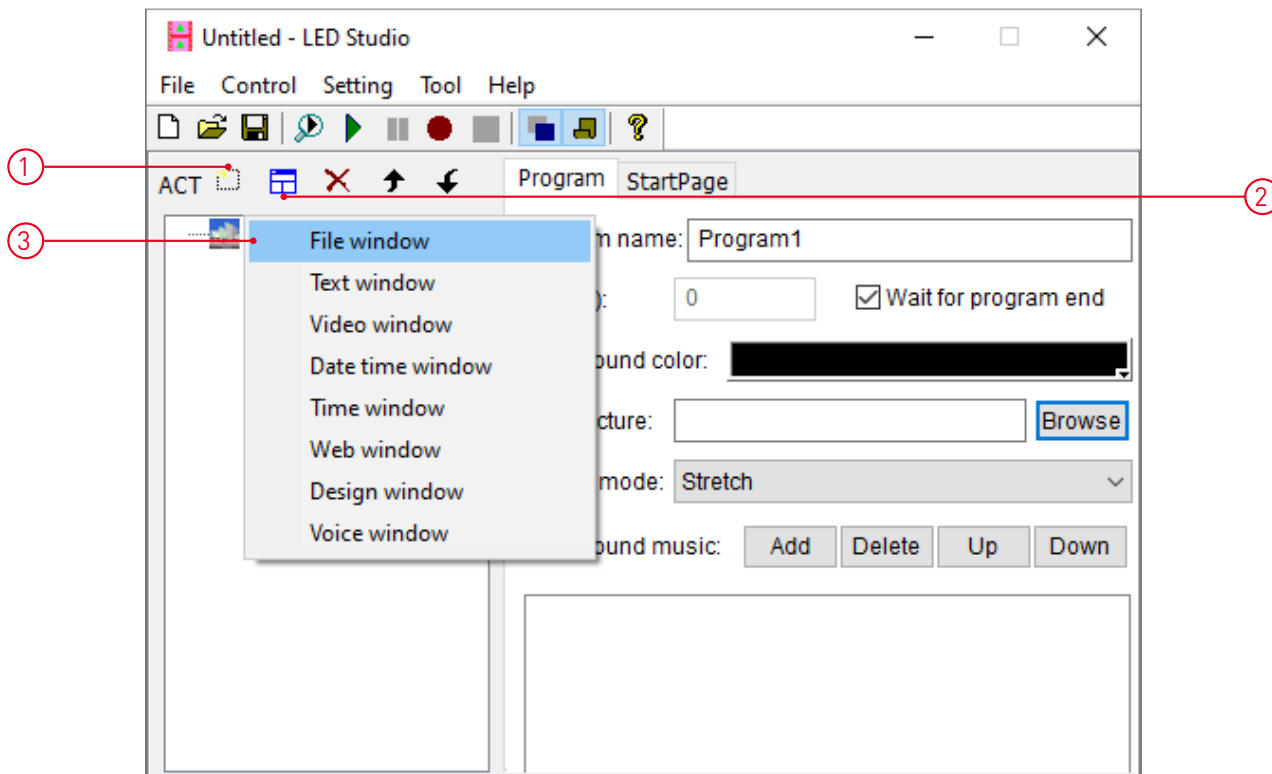 Untitled - LED Studio
File Control Setting Tool Help
1
ACT
Program StartPage
2
3
File window
Text window
Video window
Date time window
Time window
Web window
Design window
Voice window
m name: Program1
): 0 Wait for program end
ound color:
cture: Browse
mode: Stretch
ound music: Add Delete Up Down